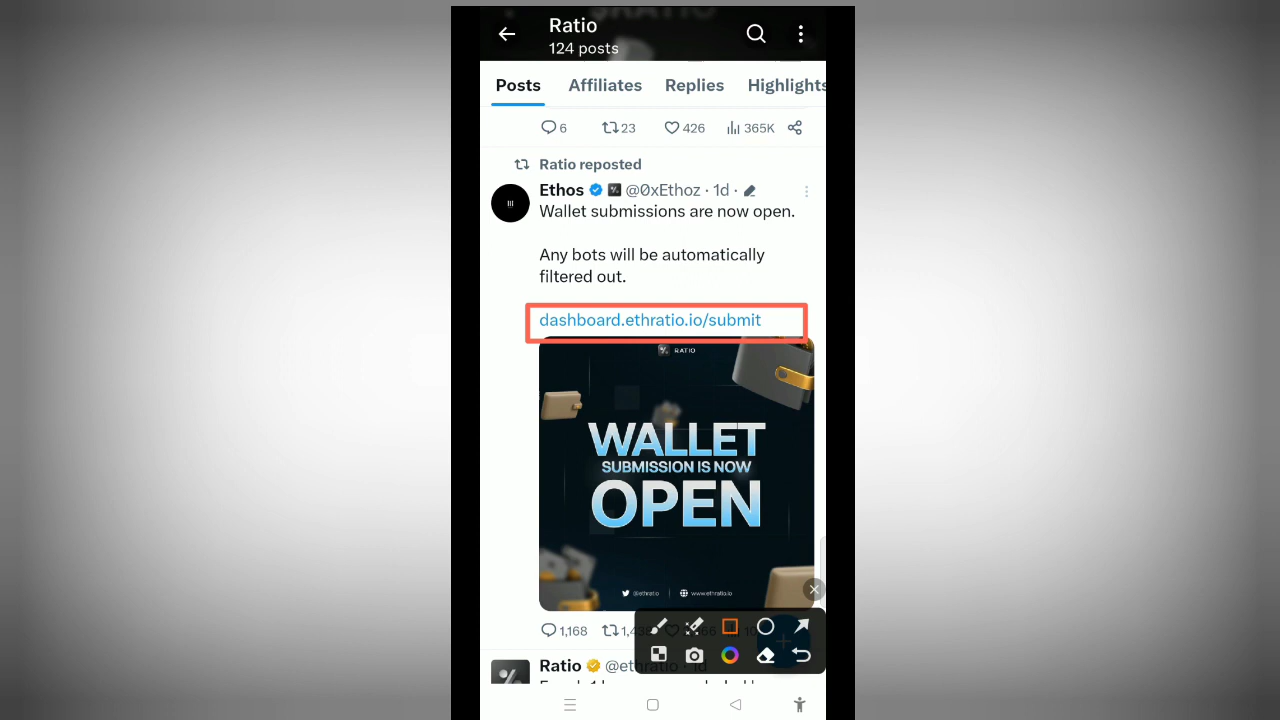 Ratio
124 posts
Posts Affiliates Replies Highlights
6 23 426 365K
Ratio reposted
Ethos @0xEthoz · 1d ·
Wallet submissions are now open.
Any bots will be automatically
filtered out.
dashboard.ethratio.io/submit
RATIO
WALLET
SUBMISSION IS NOW
OPEN
@ethratio | www.ethratio.io
1,168
Ratio @ethratio · 1d